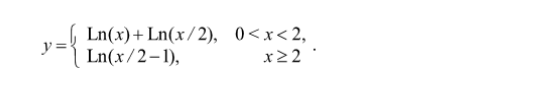 y={ Ln(x)+Ln(x/2), 0<x<2,
Ln(x/2−1), x≥2 .